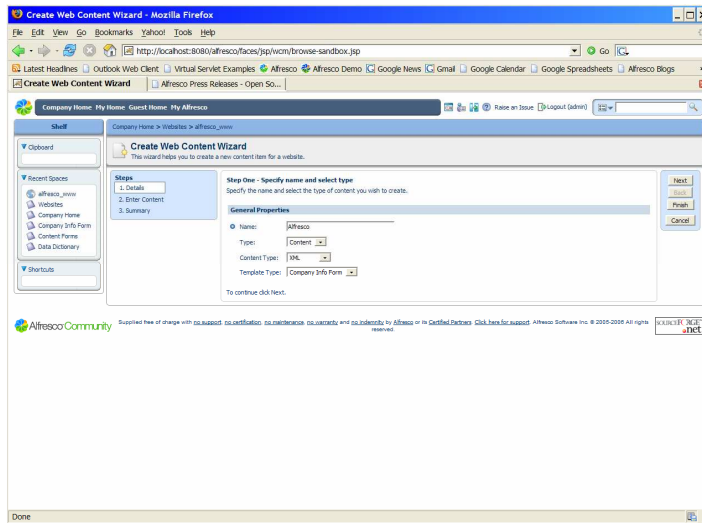 Create Web Content Wizard - Mozilla Firefox
File Edit View Go Bookmarks Yahoo! Tools Help
http://localhost:8080/alfresco/faces/jsp/wcm/browse-sandbox.jsp Go
Latest Headlines Outlook Web Client Virtual Servlet Examples Alfresco Alfresco Demo Google News Gmail Google Calendar Google Spreadsheets Alfresco Blogs
Create Web Content Wizard Alfresco Press Releases - Open So...
Company Home My Home Guest Home My Alfresco Raise an Issue Logout (admin)
Shelf
Company Home > Websites > alfresco_www
Clipboard
Create Web Content Wizard
This wizard helps you to create a new content item for a website.
Recent Spaces
alfresco_www
Websites
Company Home
Company Info Form
Content Forms
Data Dictionary
Shortcuts
Steps
1. Details
2. Enter Content
3. Summary
Step One - Specify name and select type
Specify the name and select the type of content you wish to create.
General Properties
Name: Alfresco
Type: Content
Content Type: XML
Template Type: Company Info Form
To continue click Next.
Next
Back
Finish
Cancel
Alfresco Community
Supplied free of charge with no support, no certification, no maintenance, no warranty and no indemnity by Alfresco or its Certified Partners. Click here for support. Alfresco Software Inc. © 2005-2006 All rights
reserved.
SOURCEFORGE
.net
Done